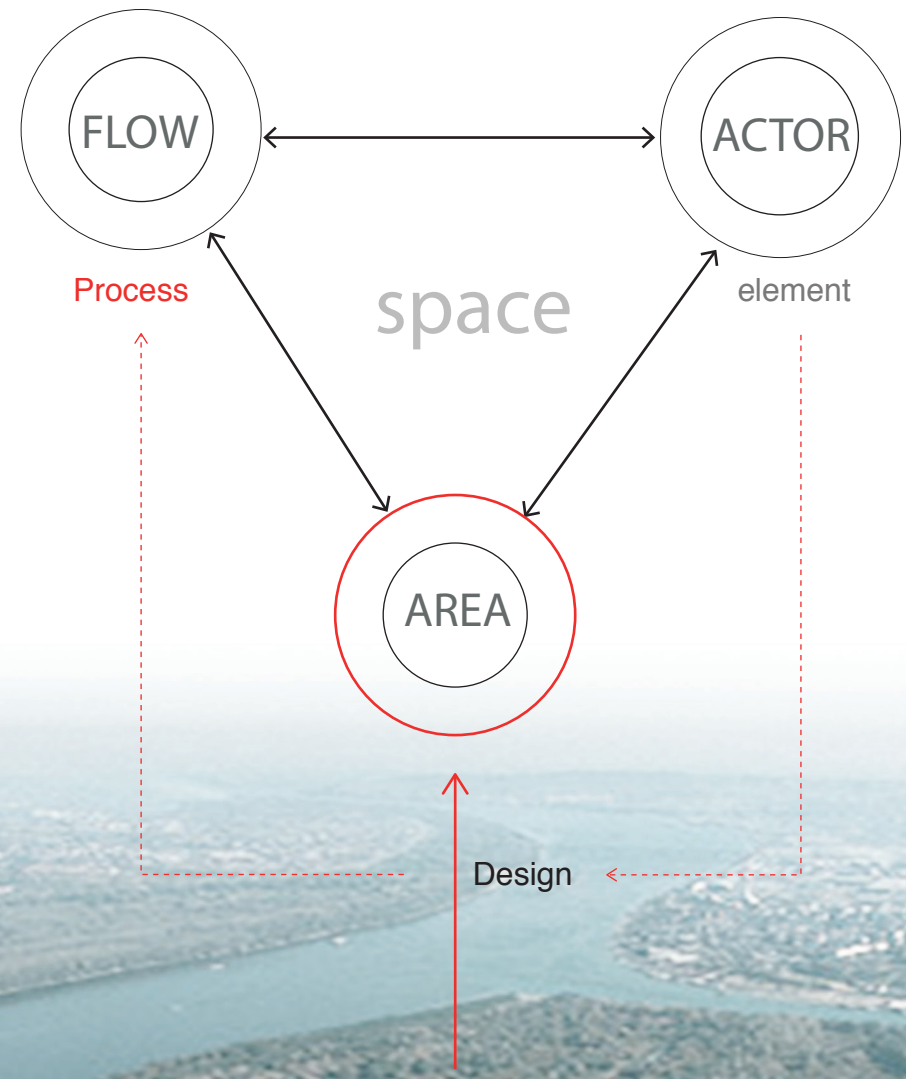 FLOW
ACTOR
Process
space
element
AREA
Design